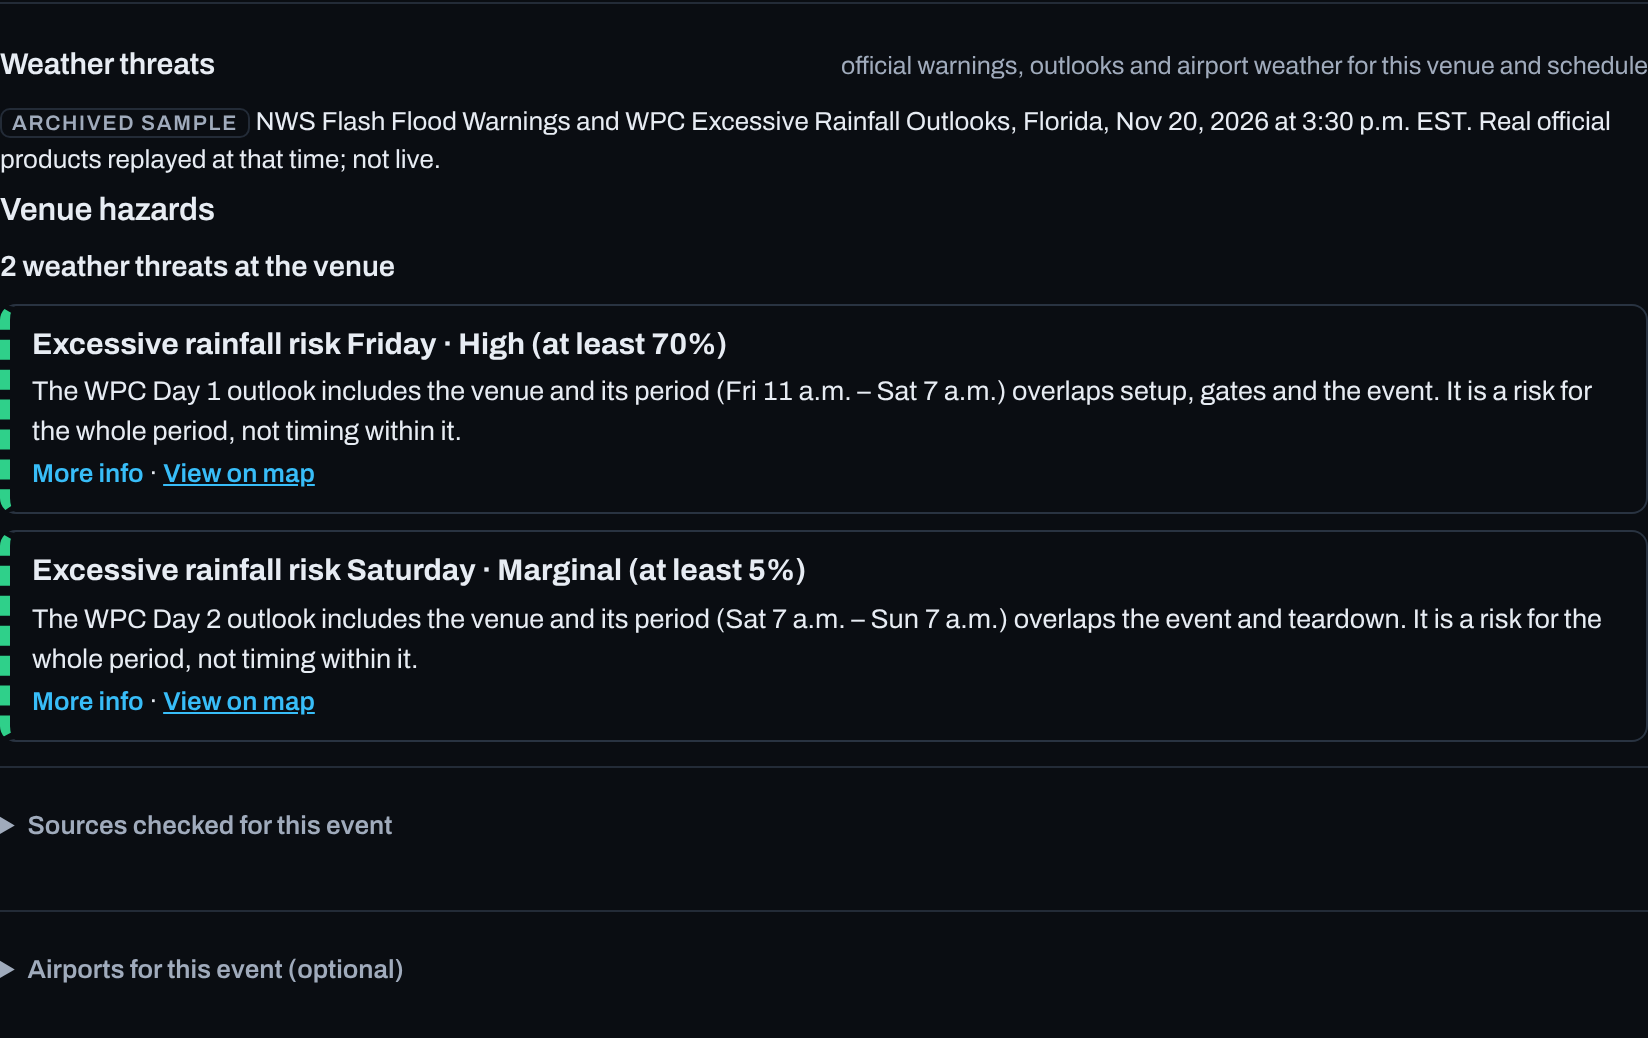 Weather threats
official warnings, outlooks and airport weather for this venue and schedule
ARCHIVED SAMPLE NWS Flash Flood Warnings and WPC Excessive Rainfall Outlooks, Florida, Nov 20, 2026 at 3:30 p.m. EST. Real official
products replayed at that time; not live.
Venue hazards
2 weather threats at the venue
Excessive rainfall risk Friday · High (at least 70%)
The WPC Day 1 outlook includes the venue and its period (Fri 11 a.m. – Sat 7 a.m.) overlaps setup, gates and the event. It is a risk for
the whole period, not timing within it.
More info · View on map
Excessive rainfall risk Saturday · Marginal (at least 5%)
The WPC Day 2 outlook includes the venue and its period (Sat 7 a.m. – Sun 7 a.m.) overlaps the event and teardown. It is a risk for the
whole period, not timing within it.
More info · View on map
Sources checked for this event
Airports for this event (optional)